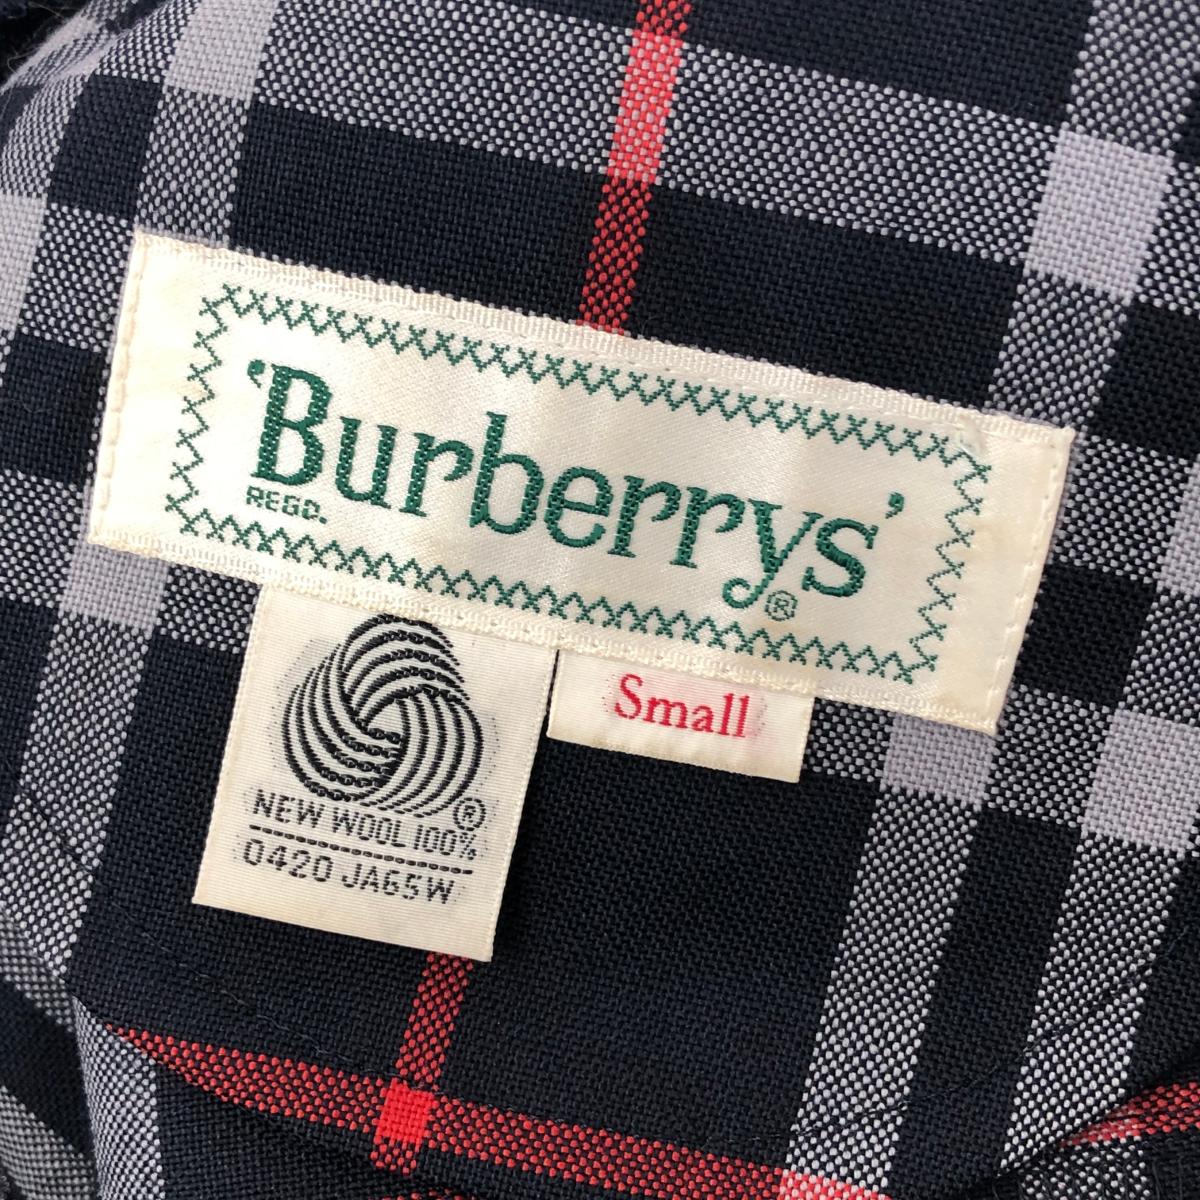 'Burberrys'
REGD.
®
Small
®
NEW WOOL 100%
0420 JA65W